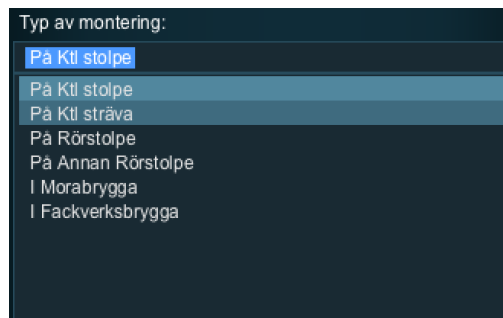 Typ av montering:
På Ktl stolpe
På Ktl stolpe
På Ktl sträva
På Rörstolpe
På Annan Rörstolpe
I Morabrygga
I Fackverksbrygga